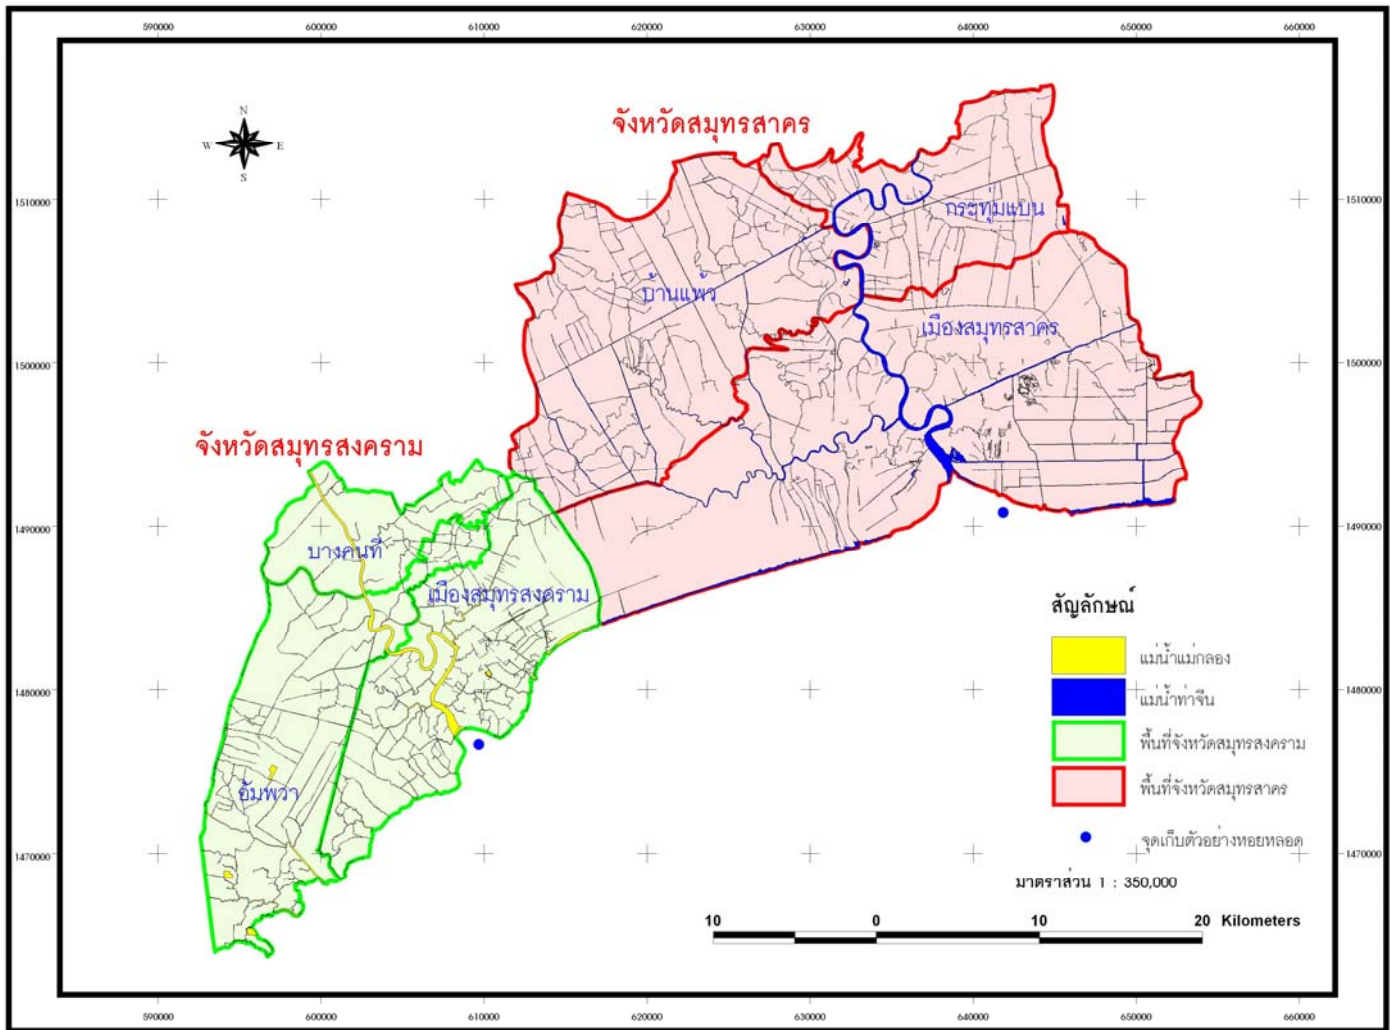 590000 600000 610000 620000 630000 640000 650000 660000
N
W E
S
จังหวัดสมุทรสาคร
1510000 1510000
กระทุ่มแบน
บ้านแพ้ว
เมืองสมุทรสาคร
1500000 1500000
จังหวัดสมุทรสงคราม
1490000 1490000
บางคนที
เมืองสมุทรสงคราม
สัญลักษณ์
แม่น้ำแม่กลอง
1480000 1480000
แม่น้ำท่าจีน
พื้นที่จังหวัดสมุทรสงคราม
อัมพวา
พื้นที่จังหวัดสมุทรสาคร
จุดเก็บตัวอย่างหอยหลอด
1470000 1470000
มาตราส่วน 1 : 350,000
10 0 10 20 Kilometers
590000 600000 610000 620000 630000 640000 650000 660000